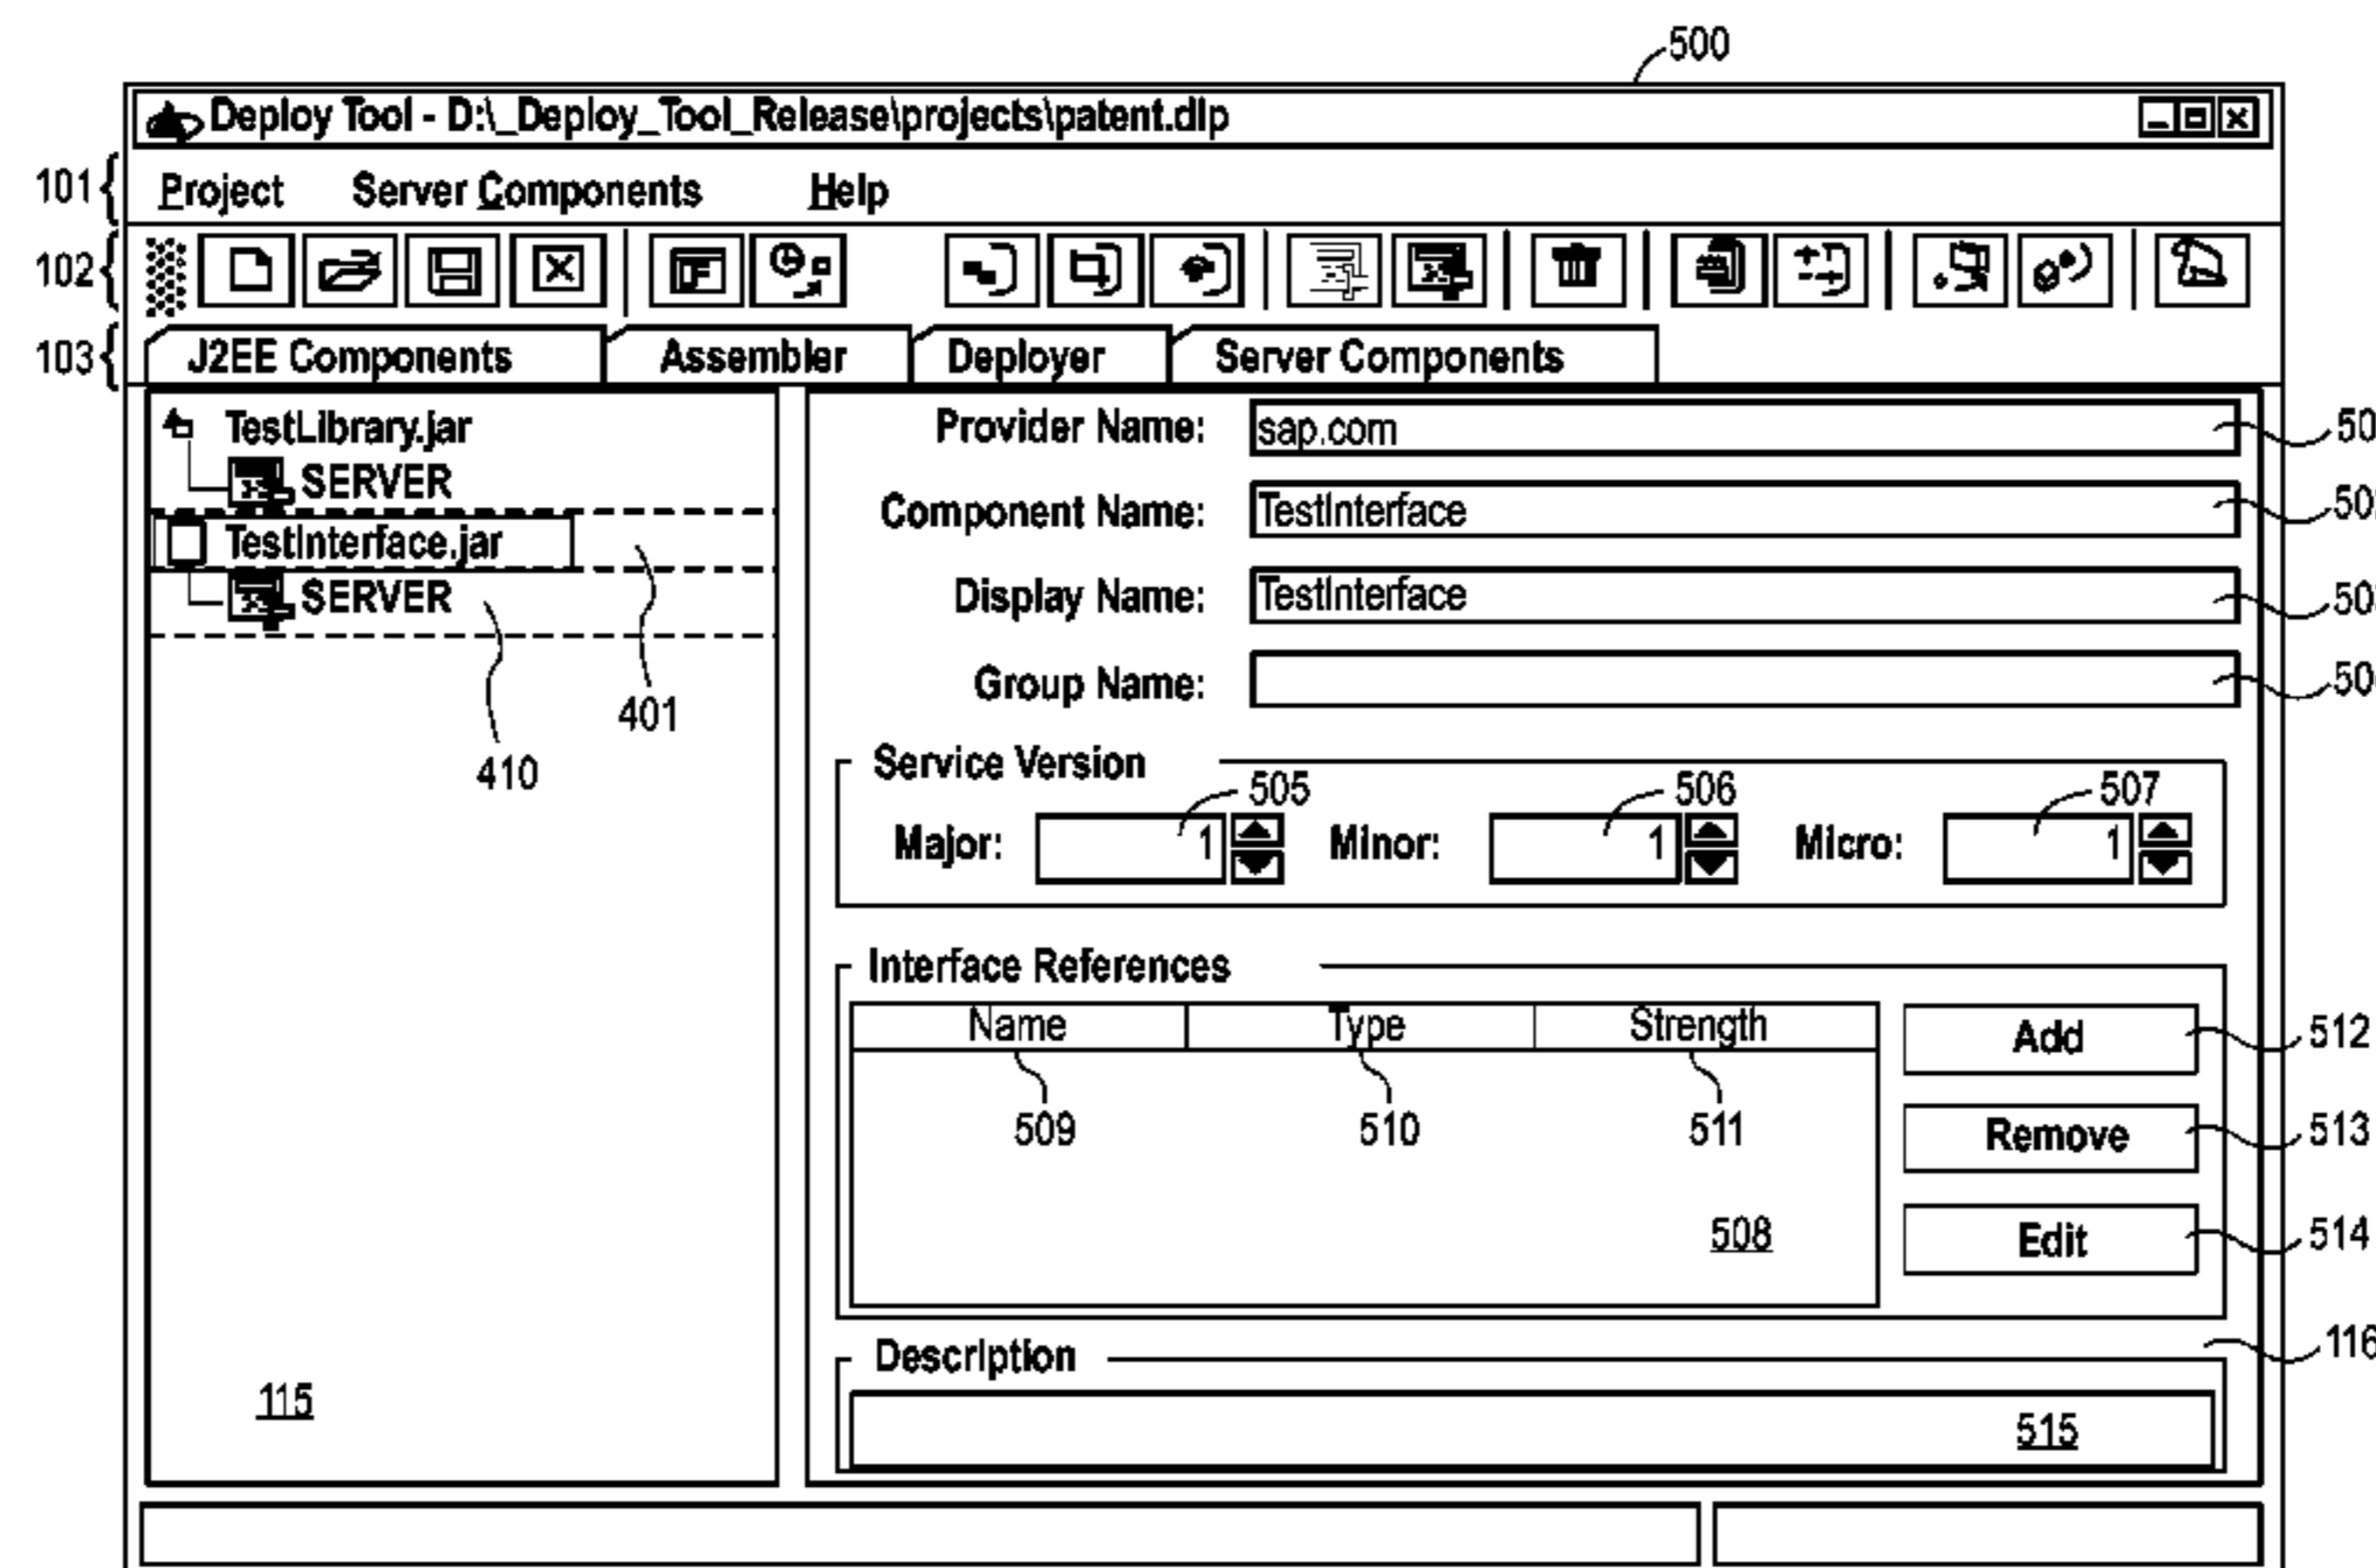 500
Deploy Tool - D:\_Deploy_Tool_Release\projects\patent.dlp
101
Project Server Components Help
102
103
J2EE Components Assembler Deployer Server Components
TestLibrary.jar
SERVER
TestInterface.jar
SERVER
401
410
115
Provider Name: sap.com
Component Name: TestInterface
Display Name: TestInterface
Group Name:
Service Version
505 506 507
Major: 1 Minor: 1 Micro: 1
Interface References
Name Type Strength
509 510 511
508
Add 512
Remove 513
Edit 514
116
Description
515